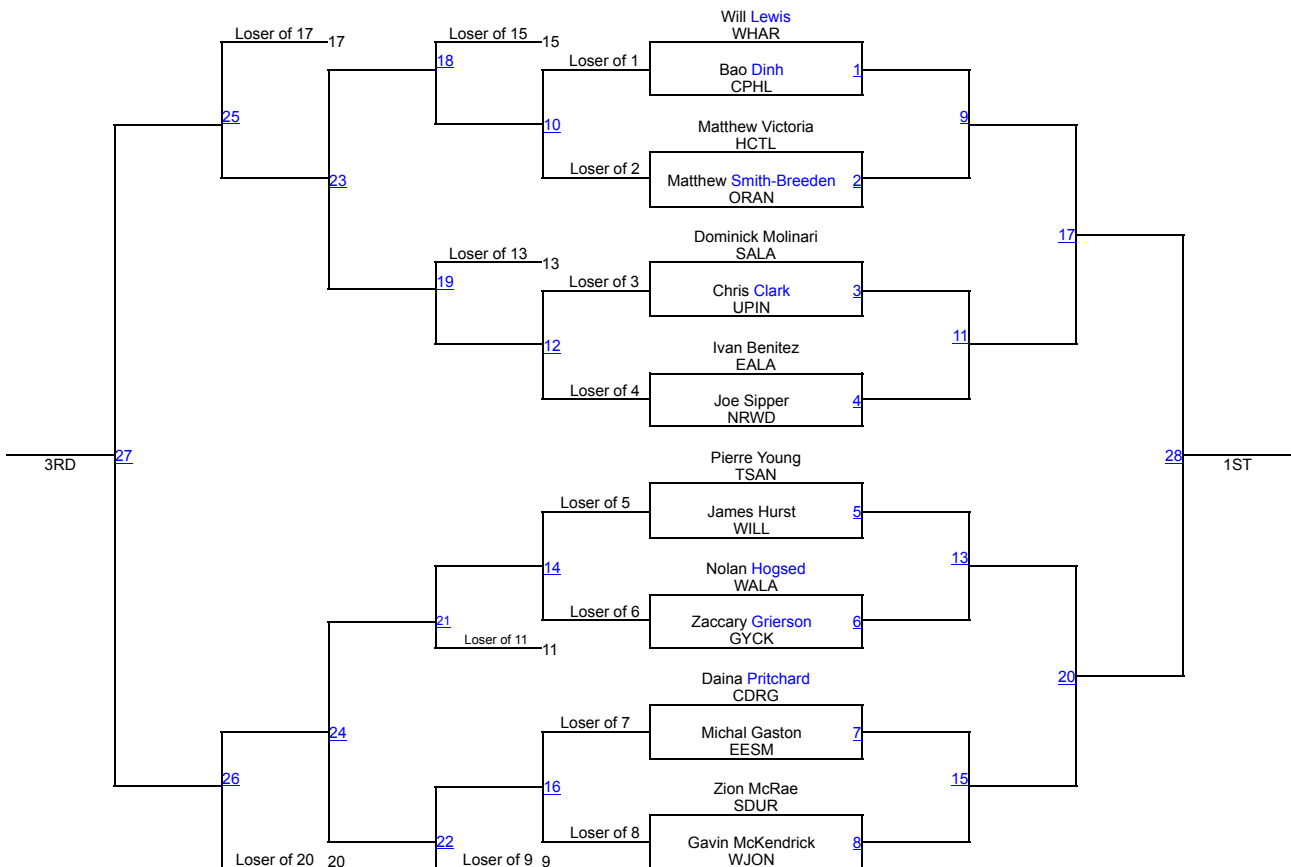 Will Lewis
Loser of 17 17
Loser of 15 15
WHAR
18
Loser of 1
Bao Dinh 1
CPHL
25
10
9
Matthew Victoria
HCTL
Loser of 2
23
Matthew Smith-Breeden 2
ORAN
Dominick Molinari
17
SALA
Loser of 13 13
19
Loser of 3
Chris Clark 3
UPIN
12
11
Ivan Benitez
EALA
Loser of 4
Joe Sipper 4
NRWD
3RD
27
Pierre Young
28
1ST
TSAN
Loser of 5
James Hurst 5
WILL
14
13
Nolan Hogsed
WALA
Loser of 6
21
Zaccary Grierson 6
GYCK
Loser of 11 11
Daina Pritchard
20
CDRG
Loser of 7
24
Michal Gaston 7
EESM
26
16
15
Zion McRae
SDUR
Loser of 8
22
Gavin McKendrick 8
WJON
Loser of 20 20
Loser of 9 9